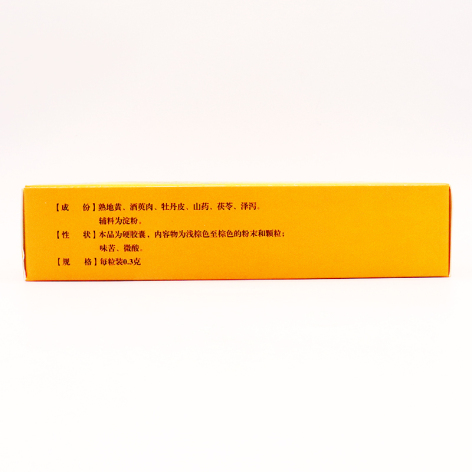 【成 份】熟地黄、酒萸肉、牡丹皮、山药、茯苓、泽泻。
辅料为淀粉。
【性 状】本品为硬胶囊，内容物为浅棕色至棕色的粉末和颗粒；
味苦、微酸。
【规 格】每粒装0.3克